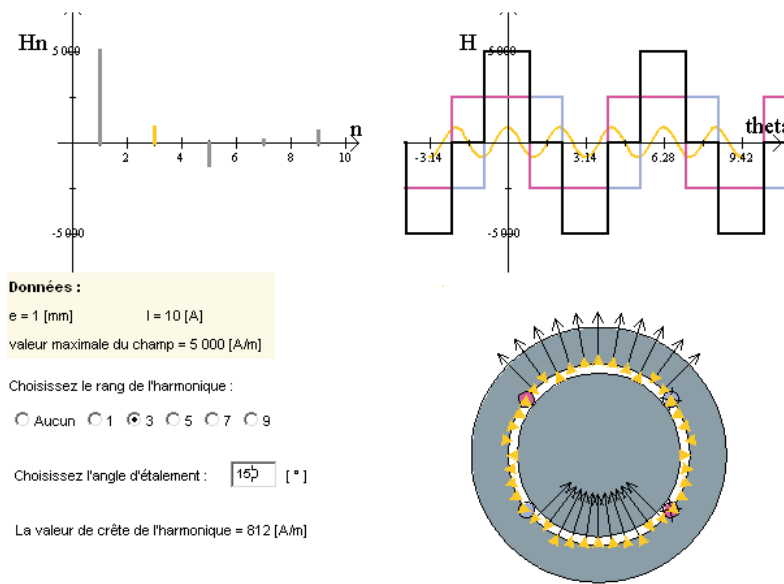 Hn
5 000
n
2 4 6 8 10
-5 000
H
5 000
theta
-3.14 3.14 6.28 9.42
-5 000
Données :
e = 1 [mm] I = 10 [A]
valeur maximale du champ = 5 000 [A/m]
Choisissez le rang de l'harmonique :
Aucun 1 3 5 7 9
Choisissez l'angle d'étalement : [ ° ]
La valeur de crête de l'harmonique = 812 [A/m]